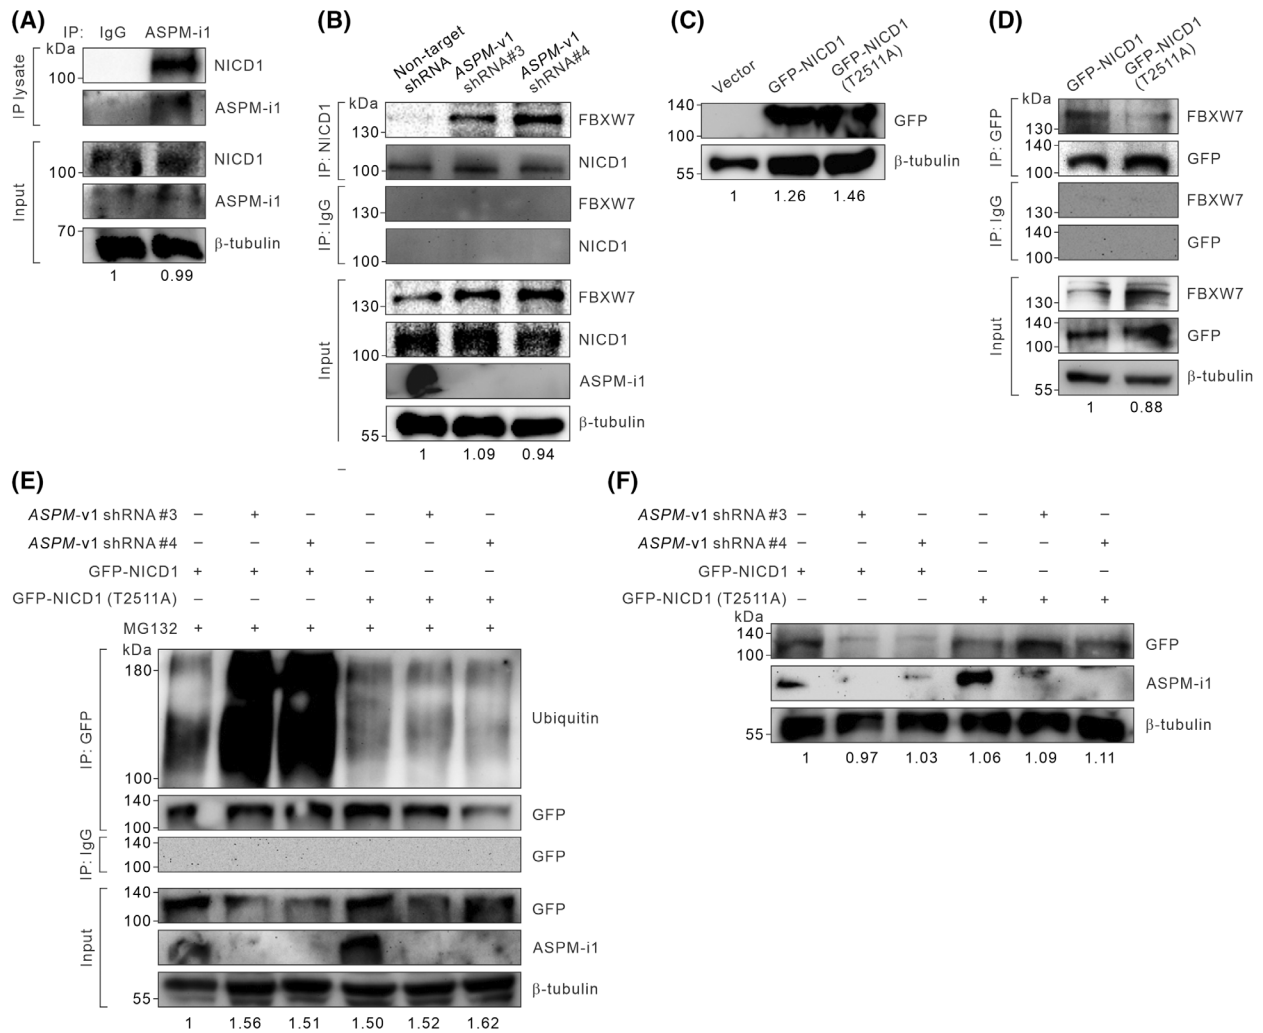 (A)
IP: IgG ASPM-i1
kDa
IP lysate
100
NICD1
ASPM-i1
Input
100
NICD1
ASPM-i1
70
β-tubulin
1 0.99
(B)
Non-target shRNA
ASPM-v1 shRNA#3
ASPM-v1 shRNA#4
kDa
IP: NICD1
130
FBXW7
100
NICD1
IP: IgG
130
FBXW7
100
NICD1
Input
130
FBXW7
100
NICD1
ASPM-i1
55
β-tubulin
1 1.09 0.94
(C)
Vector
GFP-NICD1
GFP-NICD1 (T2511A)
140
100
GFP
55
β-tubulin
1 1.26 1.46
(D)
GFP-NICD1
GFP-NICD1 (T2511A)
kDa
IP: GFP
130
FBXW7
140
100
GFP
IP: IgG
130
FBXW7
140
100
GFP
Input
130
FBXW7
140
100
GFP
55
β-tubulin
1 0.88
(E)
ASPM-v1 shRNA #3 – + – – + –
ASPM-v1 shRNA #4 – – + – – +
GFP-NICD1 + + + – – –
GFP-NICD1 (T2511A) – – – + + +
MG132 + + + + + +
kDa
IP: GFP
180
100
Ubiquitin
140
100
GFP
IP: IgG
140
100
GFP
Input
140
100
GFP
ASPM-i1
55
β-tubulin
1 1.56 1.51 1.50 1.52 1.62
(F)
ASPM-v1 shRNA #3 – + – – + –
ASPM-v1 shRNA #4 – – + – – +
GFP-NICD1 + + + – – –
GFP-NICD1 (T2511A) – – – + + +
kDa
140
100
GFP
ASPM-i1
55
β-tubulin
1 0.97 1.03 1.06 1.09 1.11